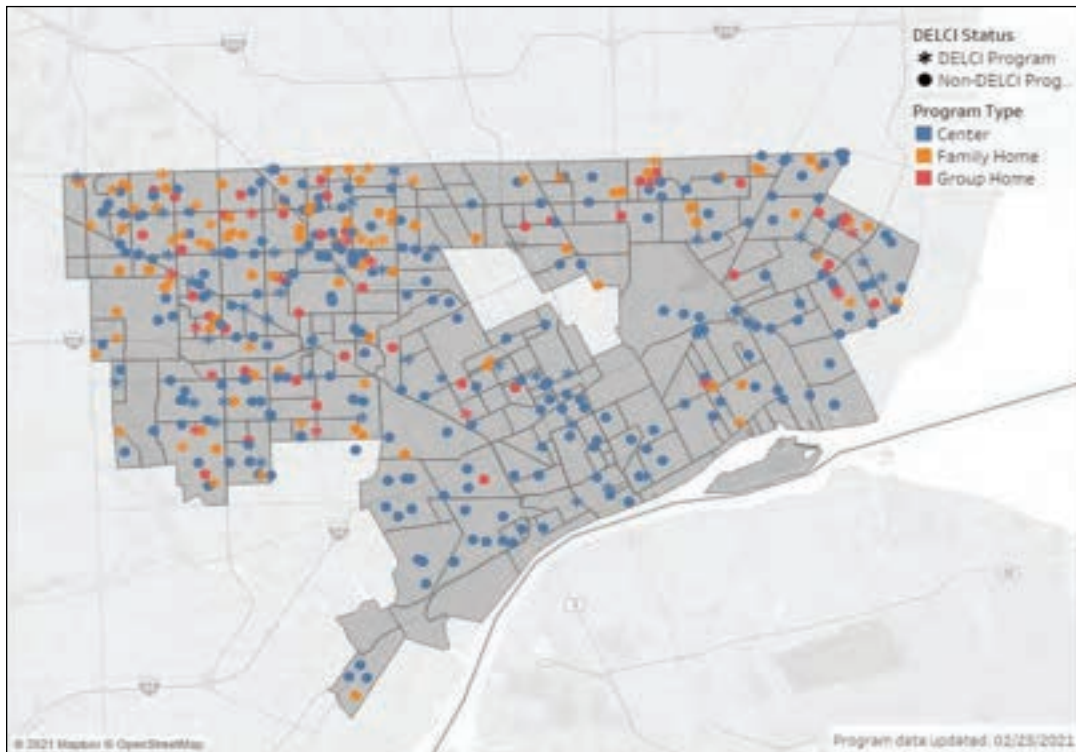 DELCI Status
DELCI Program
Non-DELCI Prog..
Program Type
Center
Family Home
Group Home
© 2021 Mapbox © OpenStreetMap
Program data updated: 02/23/2021